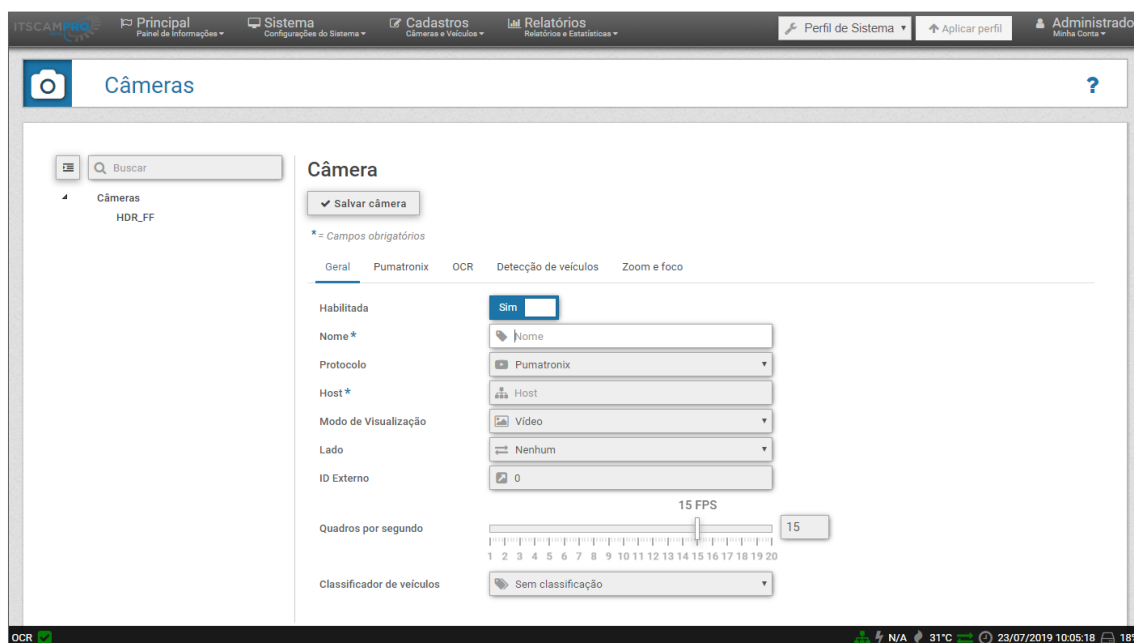 ITSCAMPRO
Principal
Painel de Informações
Sistema
Configurações do Sistema
Cadastros
Câmeras e Veículos
Relatórios
Relatórios e Estatísticas
Perfil de Sistema
Aplicar perfil
Administrado
Minha Conta
Câmeras
?
Buscar
Câmeras
HDR_FF
Câmera
Salvar câmera
*= Campos obrigatórios
Geral Pumatronix OCR Detecção de veículos Zoom e foco
Habilitada Sim
Nome* Nome
Protocolo Pumatronix
Host* Host
Modo de Visualização Vídeo
Lado Nenhum
ID Externo 0
15 FPS
Quadros por segundo 15
1 2 3 4 5 6 7 8 9 10 11 12 13 14 15 16 17 18 19 20
Classificador de veículos Sem classificação
OCR N/A 31°C 23/07/2019 10:05:18